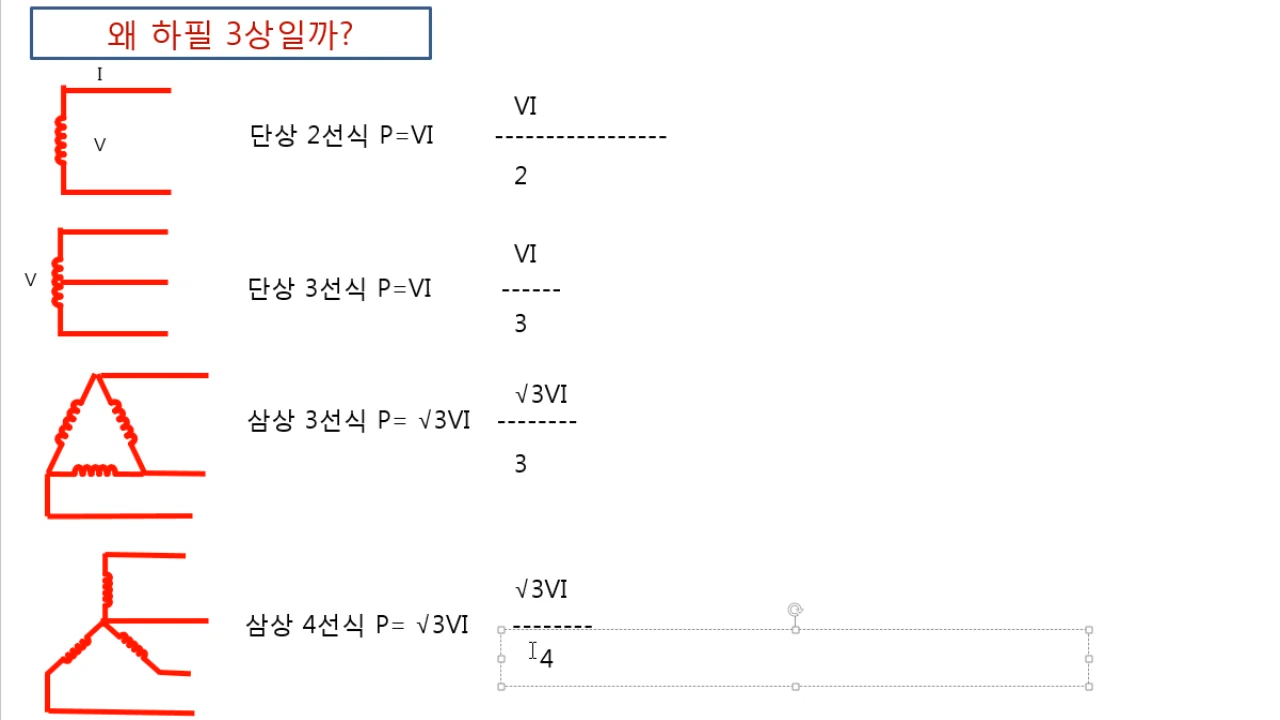 왜 하필 3상일까?
I
V
단상 2선식 P=VI
VI
-----------------
2
V
단상 3선식 P=VI
VI
------
3
삼상 3선식 P= √3VI
√3VI
--------
3
삼상 4선식 P= √3VI
√3VI
--------
4